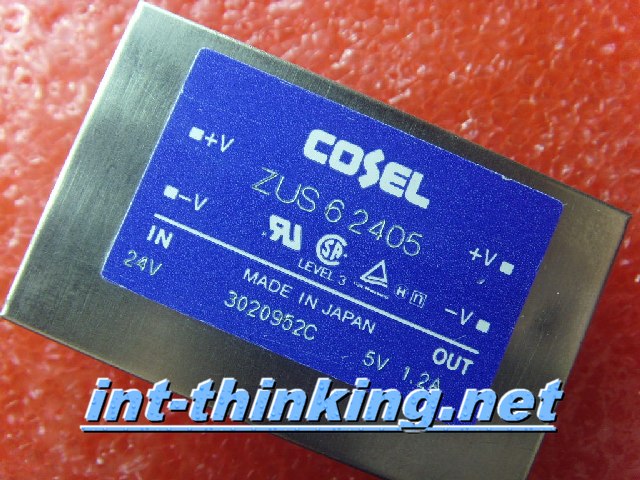 COSEL
ZUS 6 2405
+V
-V
+V
-V
LEVEL 3
IN
24V
MADE IN JAPAN
3020952C
OUT
5V 1.2A
int-thinking.net